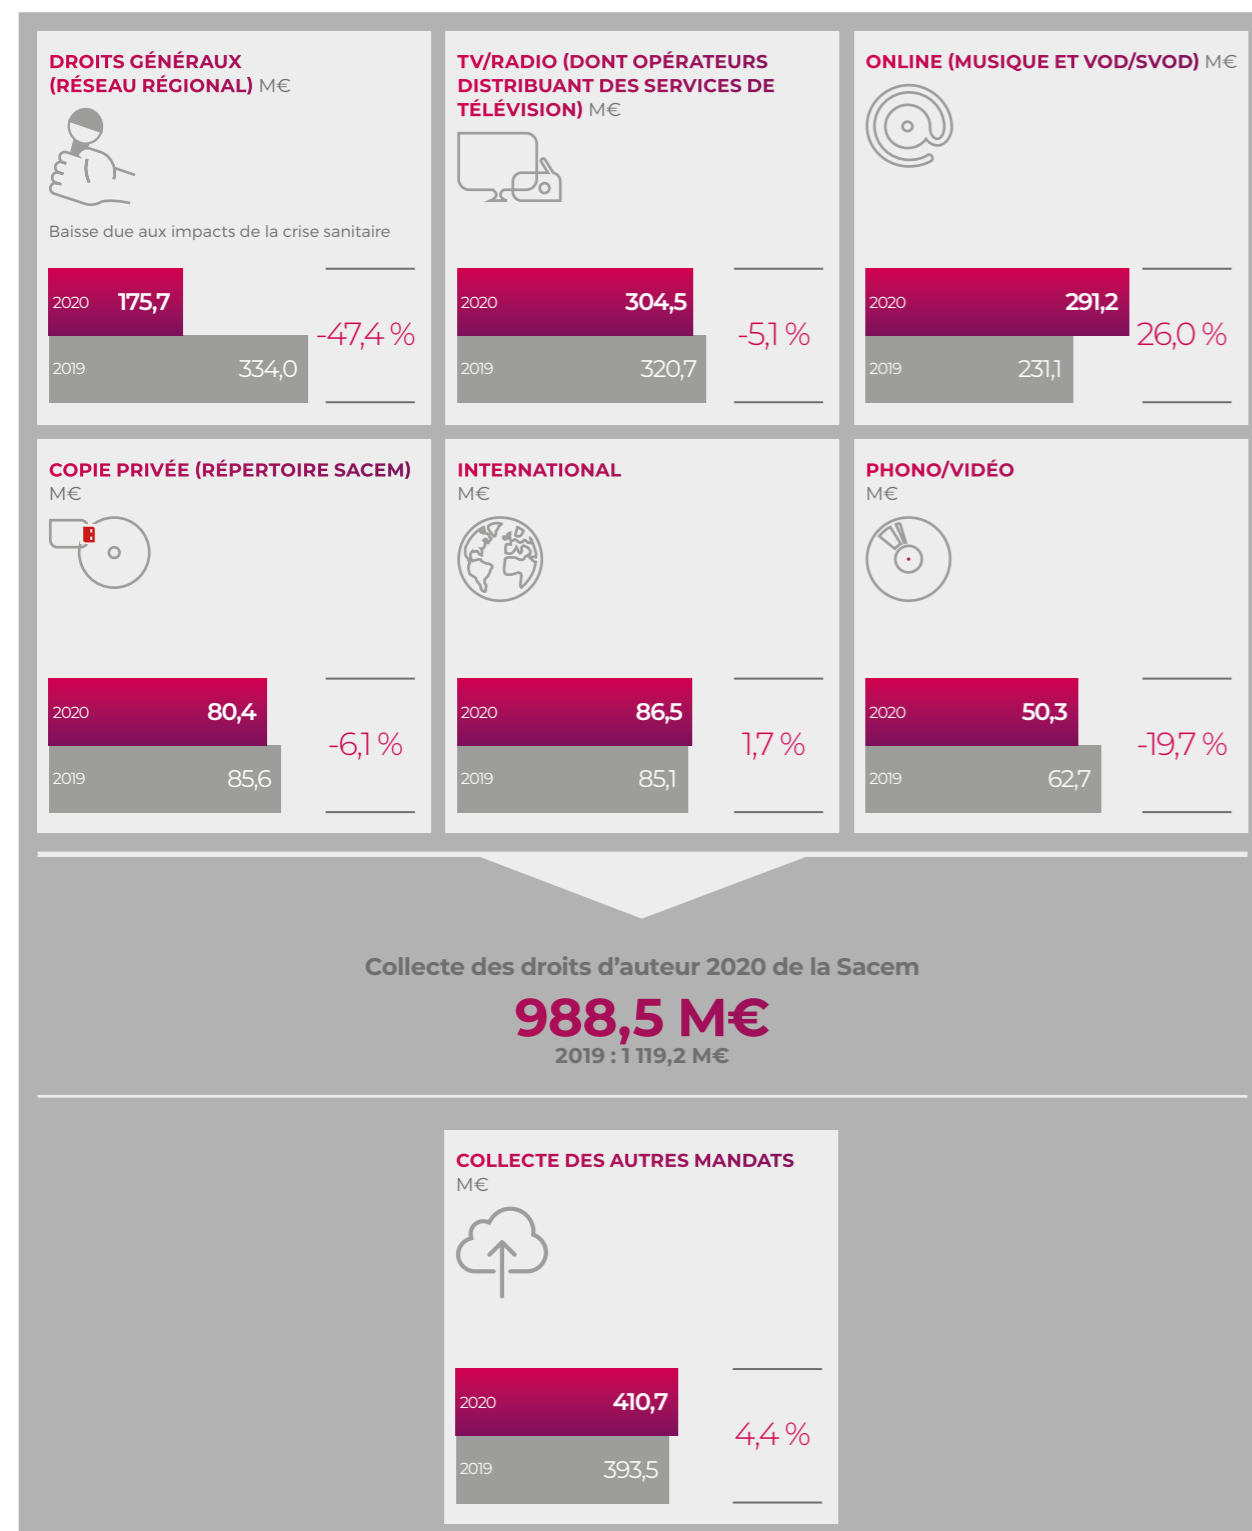 DROITS GÉNÉRAUX
(RÉSEAU RÉGIONAL) M€
Baisse due aux impacts de la crise sanitaire
2020 175,7
-47,4 %
2019 334,0
TV/RADIO (DONT OPÉRATEURS
DISTRIBUANT DES SERVICES DE
TÉLÉVISION) M€
2020 304,5
-5,1 %
2019 320,7
ONLINE (MUSIQUE ET VOD/SVOD) M€
2020 291,2
26,0 %
2019 231,1
COPIE PRIVÉE (RÉPERTOIRE SACEM)
M€
2020 80,4
-6,1 %
2019 85,6
INTERNATIONAL
M€
2020 86,5
1,7 %
2019 85,1
PHONO/VIDÉO
M€
2020 50,3
-19,7 %
2019 62,7
Collecte des droits d’auteur 2020 de la Sacem
988,5 M€
2019 : 1 119,2 M€
COLLECTE DES AUTRES MANDATS
M€
2020 410,7
4,4 %
2019 393,5